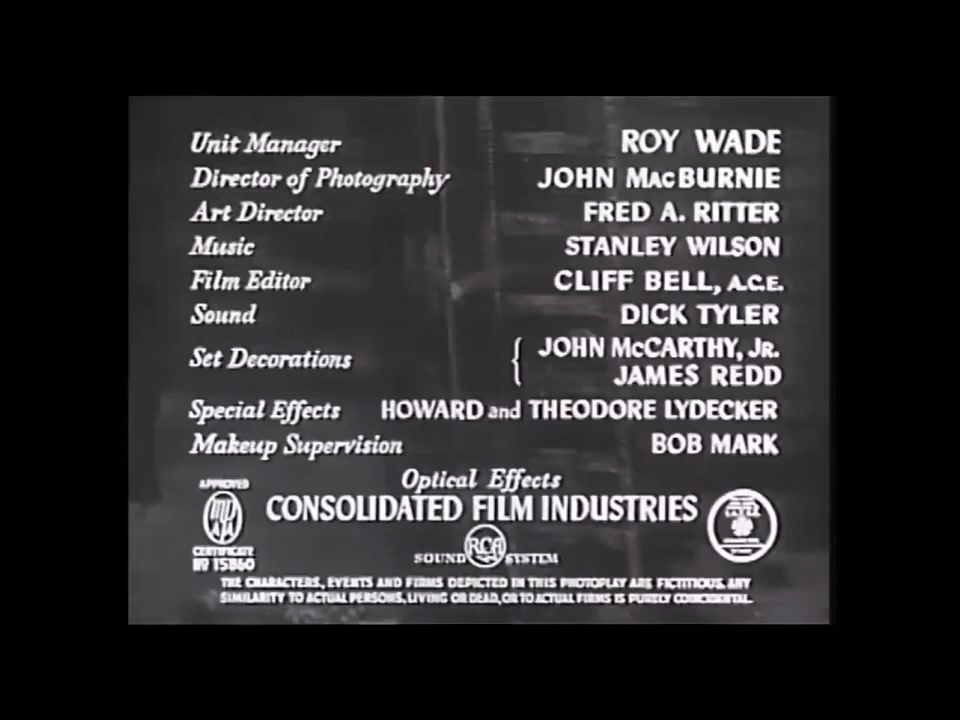 Unit Manager ROY WADE
Director of Photography JOHN MacBURNIE
Art Director FRED A. RITTER
Music STANLEY WILSON
Film Editor CLIFF BELL, A.C.E.
Sound DICK TYLER
Set Decorations { JOHN McCARTHY, JR.
JAMES REDD
Special Effects HOWARD and THEODORE LYDECKER
Makeup Supervision BOB MARK
Optical Effects
CONSOLIDATED FILM INDUSTRIES
APPROVED
MPAA
CERTIFICATE
No 15860
SOUND RCA SYSTEM
THE CHARACTERS, EVENTS AND FIRMS DEPICTED IN THIS PHOTOPLAY ARE FICTITIOUS. ANY
SIMILARITY TO ACTUAL PERSONS, LIVING OR DEAD, OR TO ACTUAL FIRMS IS PURELY COINCIDENTAL.